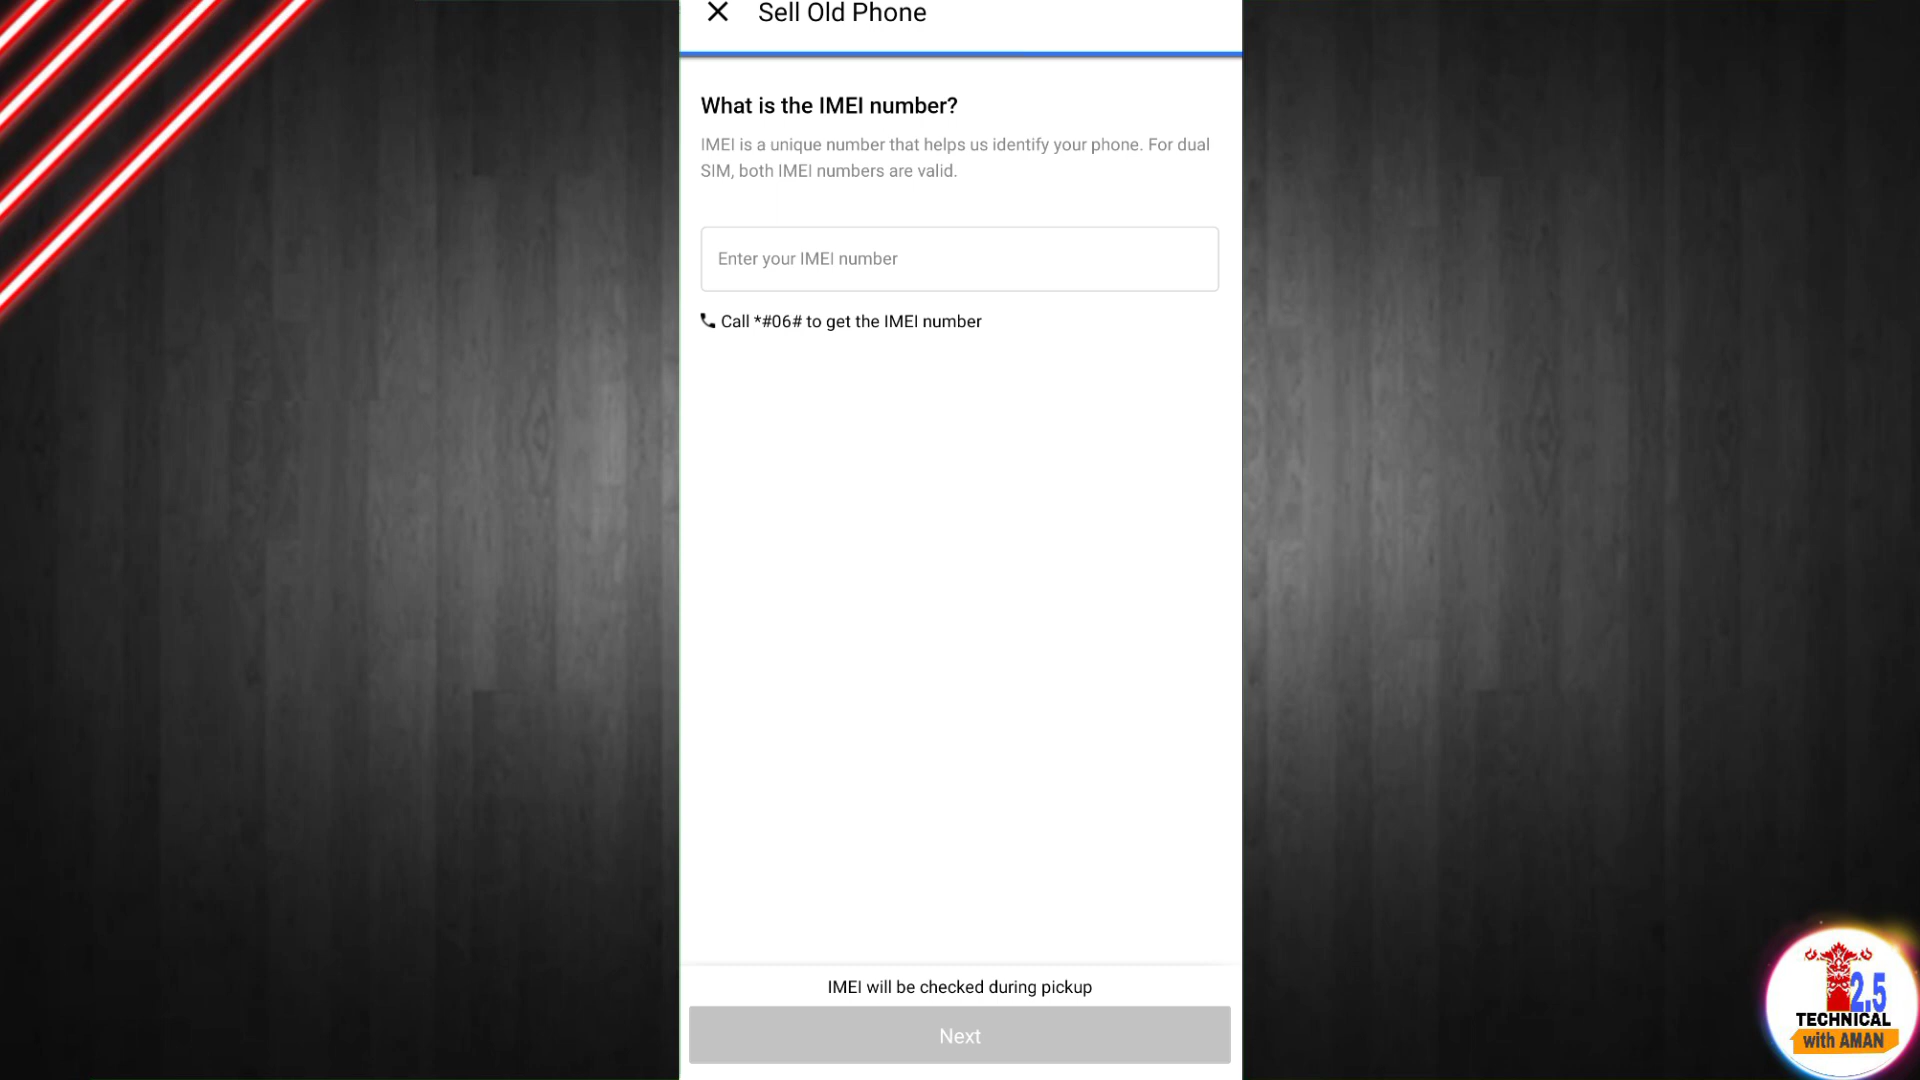 Sell Old Phone
What is the IMEI number?
IMEI is a unique number that helps us identify your phone. For dual
SIM, both IMEI numbers are valid.
Enter your IMEI number
Call *#06# to get the IMEI number
IMEI will be checked during pickup
Next
2.5
TECHNICAL
with AMAN